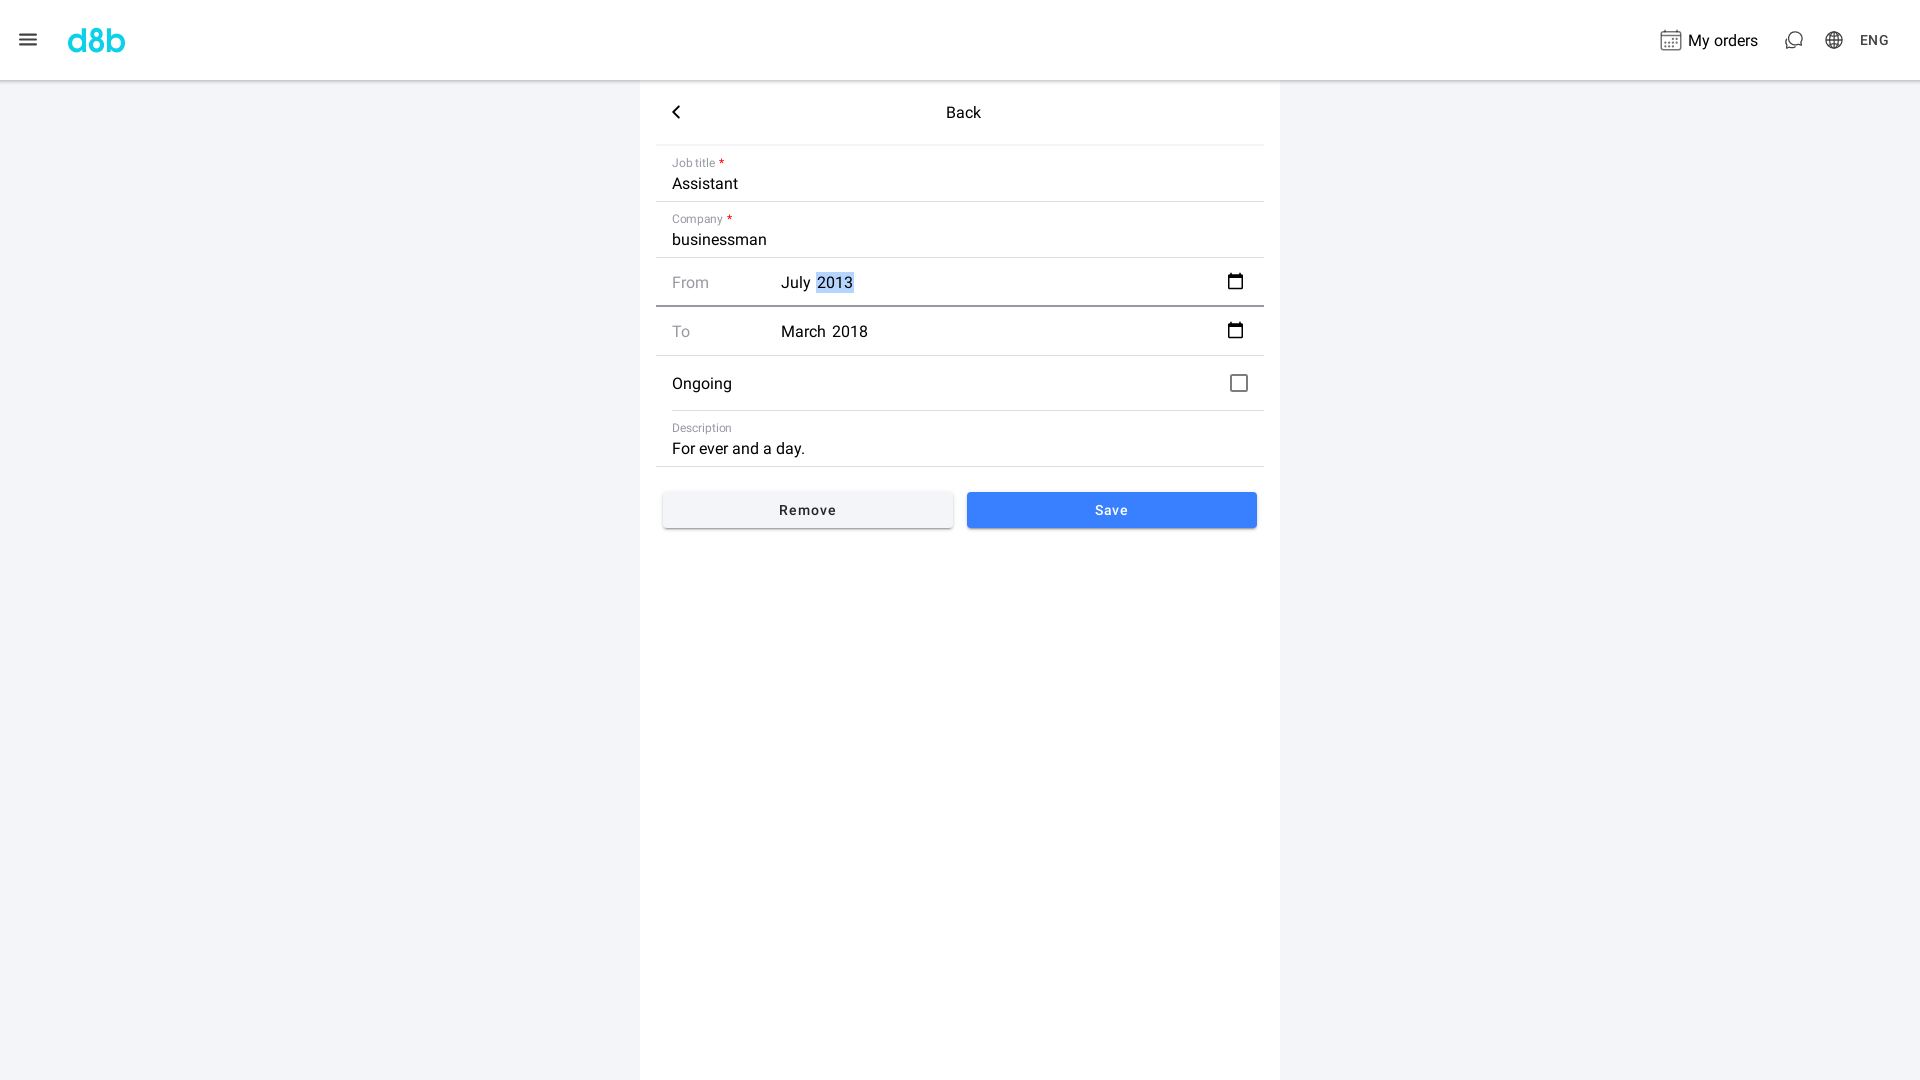 d8b
My orders
ENG
Back
Job title *
Assistant
Company *
businessman
From July 2013
To March 2018
Ongoing
Description
For ever and a day.
Remove Save